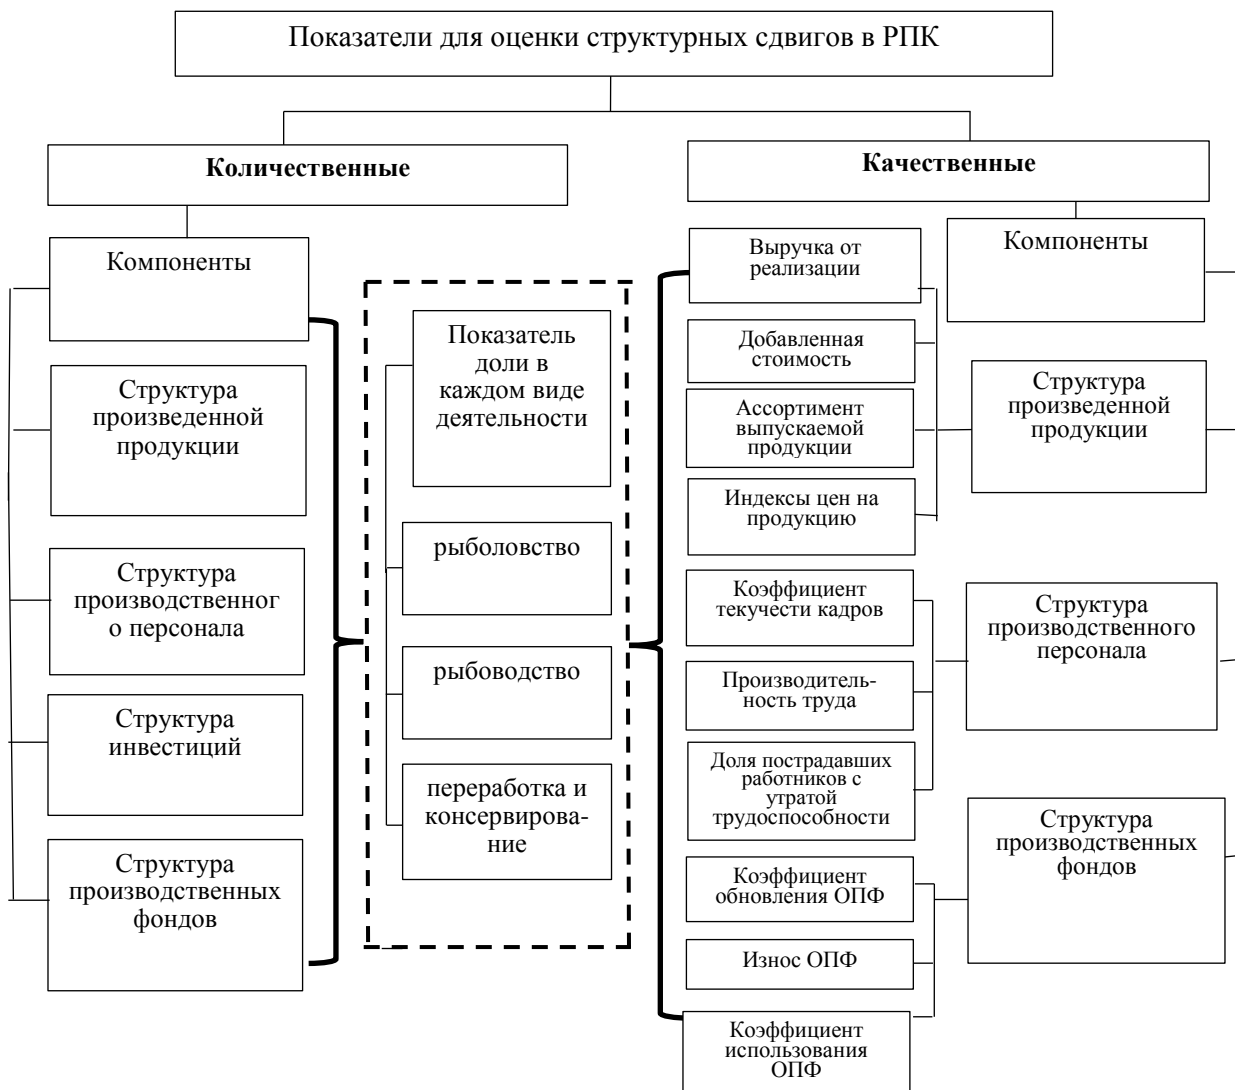 Показатели для оценки структурных сдвигов в РПК
Количественные
Качественные
Компоненты
Структура
произведенной
продукции
Структура
производственног
о персонала
Структура
инвестиций
Структура
производственных
фондов
Показатель
доли в
каждом виде
деятельности
рыболовство
рыбоводство
переработка и
консервирова-
ние
Выручка от
реализации
Добавленная
стоимость
Ассортимент
выпускаемой
продукции
Индексы цен на
продукцию
Коэффициент
текучести кадров
Производитель-
ность труда
Доля пострадавших
работников с
утратой
трудоспособности
Коэффициент
обновления ОПФ
Износ ОПФ
Коэффициент
использования
ОПФ
Компоненты
Структура
произведенной
продукции
Структура
производственного
персонала
Структура
производственных
фондов